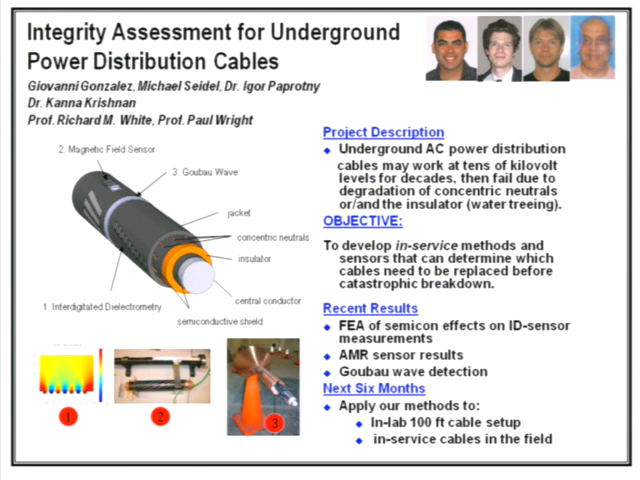 Integrity Assessment for Underground
Power Distribution Cables
Giovanni Gonzalez, Michael Seidel, Dr. Igor Paprotny
Dr. Kanna Krishnan
Prof. Richard M. White, Prof. Paul Wright
2. Magnetic Field Sensor
3. Goubau Wave
jacket
concentric neutrals
insulator
central conductor
1. Interdigitated Dielectrometry
semiconductive shield
1
2
3
Project Description
Underground AC power distribution
cables may work at tens of kilovolt
levels for decades, then fail due to
degradation of concentric neutrals
or/and the insulator (water treeing).
OBJECTIVE:
To develop in-service methods and
sensors that can determine which
cables need to be replaced before
catastrophic breakdown.
Recent Results
FEA of semicon effects on ID-sensor
measurements
AMR sensor results
Goubau wave detection
Next Six Months
Apply our methods to:
In-lab 100 ft cable setup
in-service cables in the field